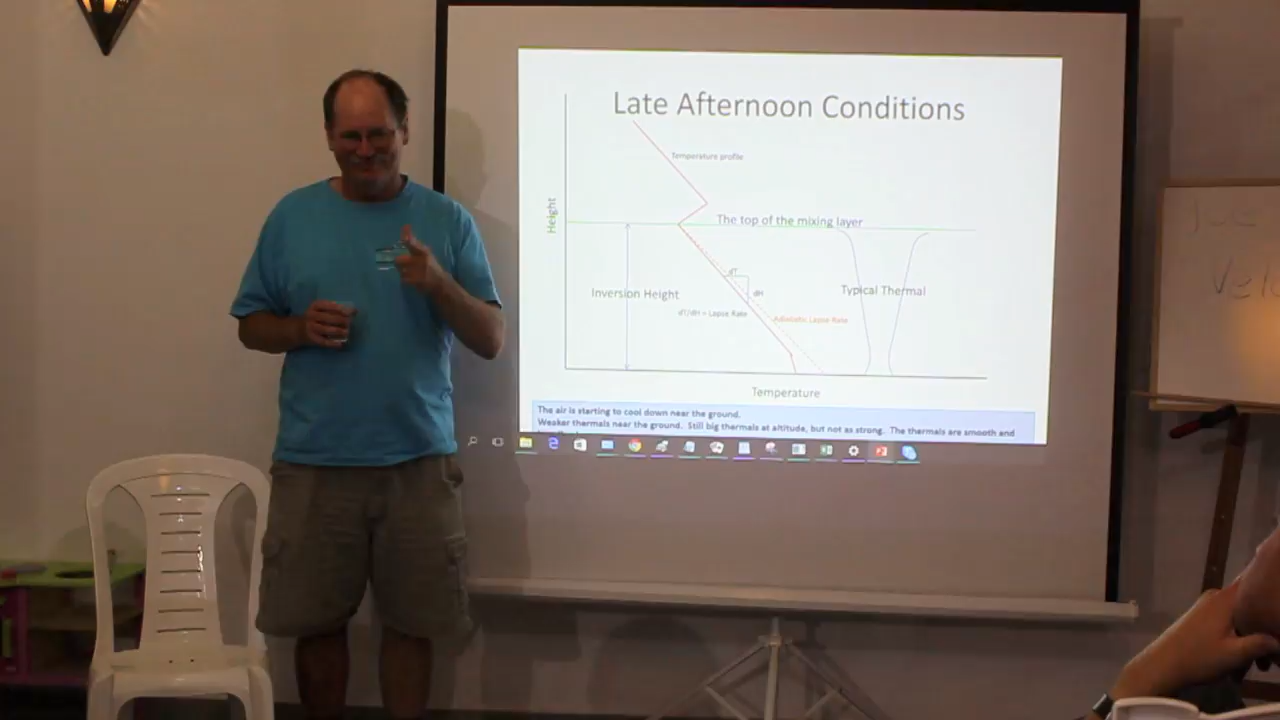 Late Afternoon Conditions
Temperature profile
Height
The top of the mixing layer
dT
Inversion Height
dH
Typical Thermal
dT/dH = Lapse Rate
Adiabatic Lapse Rate
Temperature
The air is starting to cool down near the ground.
Weaker thermals near the ground. Still big thermals at altitude, but not as strong. The thermals are smooth and